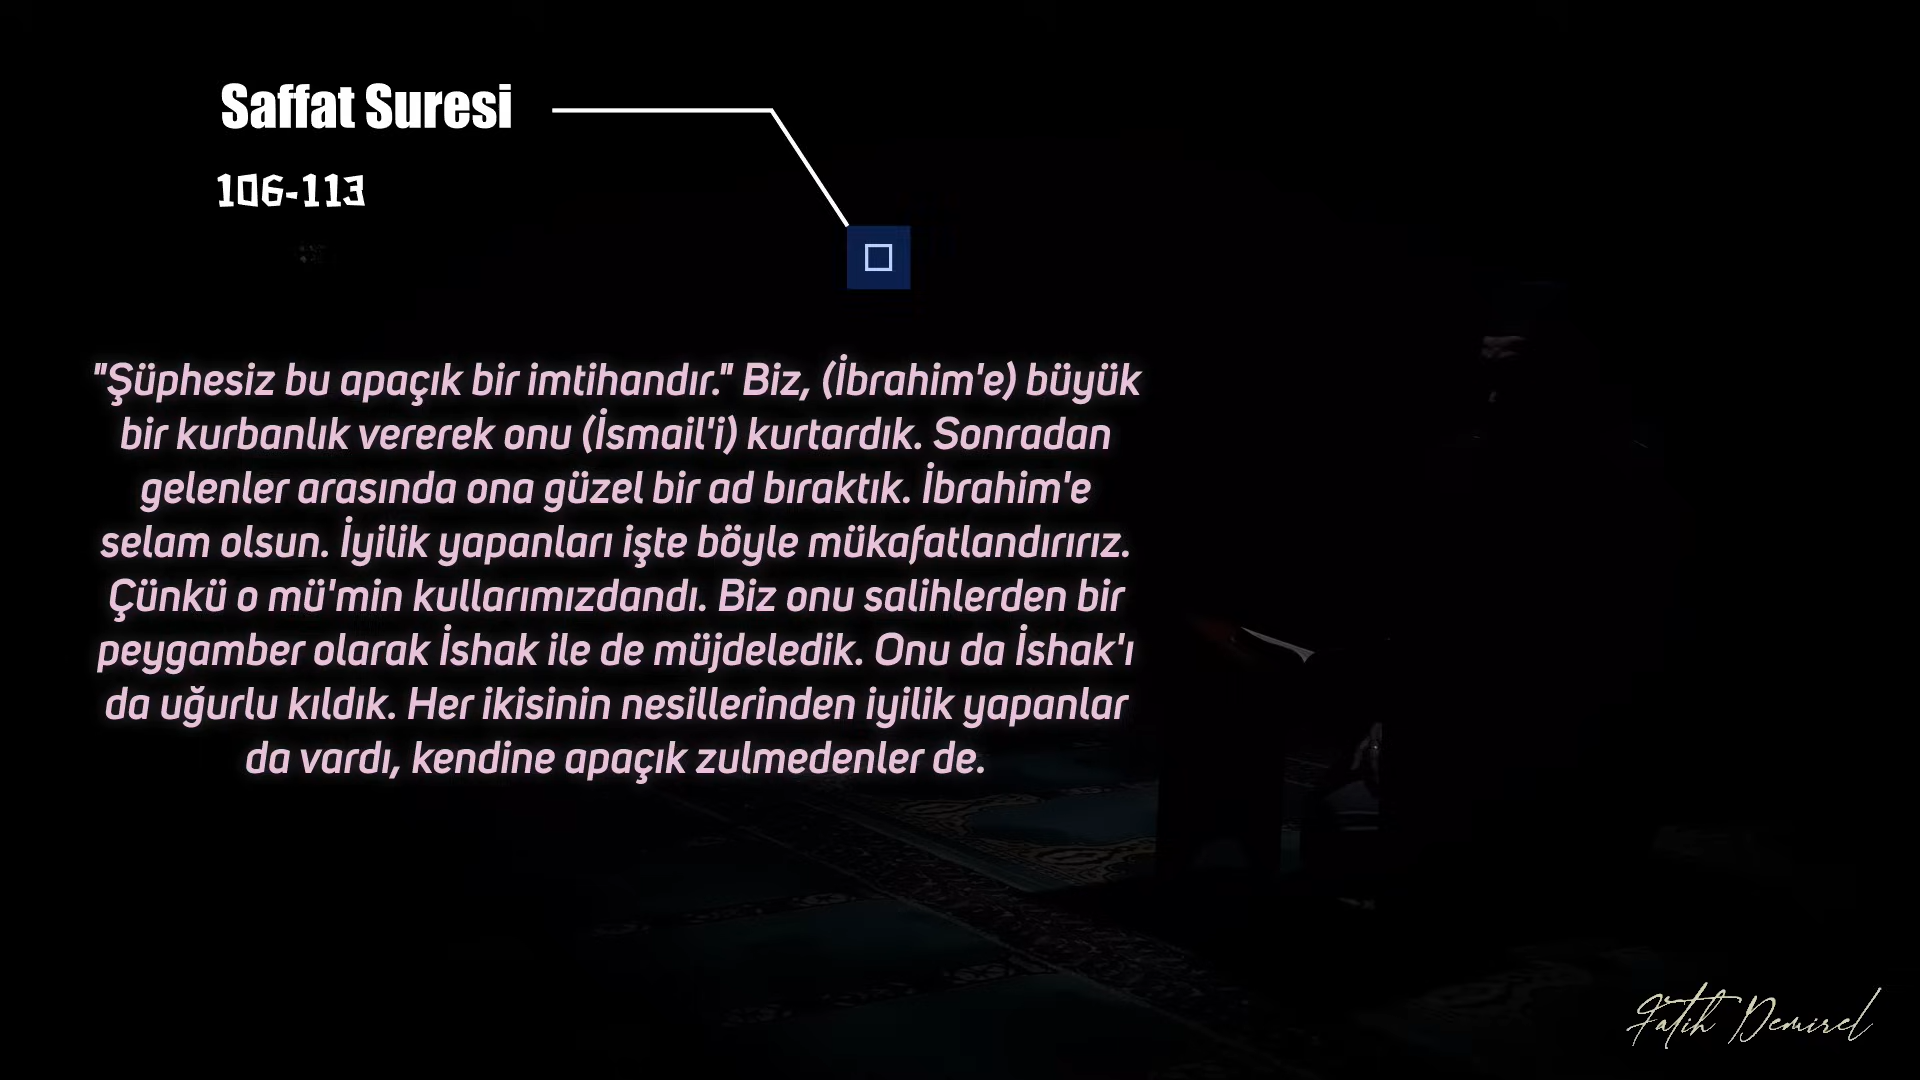 Saffat Suresi
106-113
"Şüphesiz bu apaçık bir imtihandır." Biz, (İbrahim'e) büyük
bir kurbanlık vererek onu (İsmail'i) kurtardık. Sonradan
gelenler arasında ona güzel bir ad bıraktık. İbrahim'e
selam olsun. İyilik yapanları işte böyle mükafatlandırırız.
Çünkü o mü'min kullarımızdandı. Biz onu salihlerden bir
peygamber olarak İshak ile de müjdeledik. Onu da İshak'ı
da uğurlu kıldık. Her ikisinin nesillerinden iyilik yapanlar
da vardı, kendine apaçık zulmedenler de.
Fatih Demirel